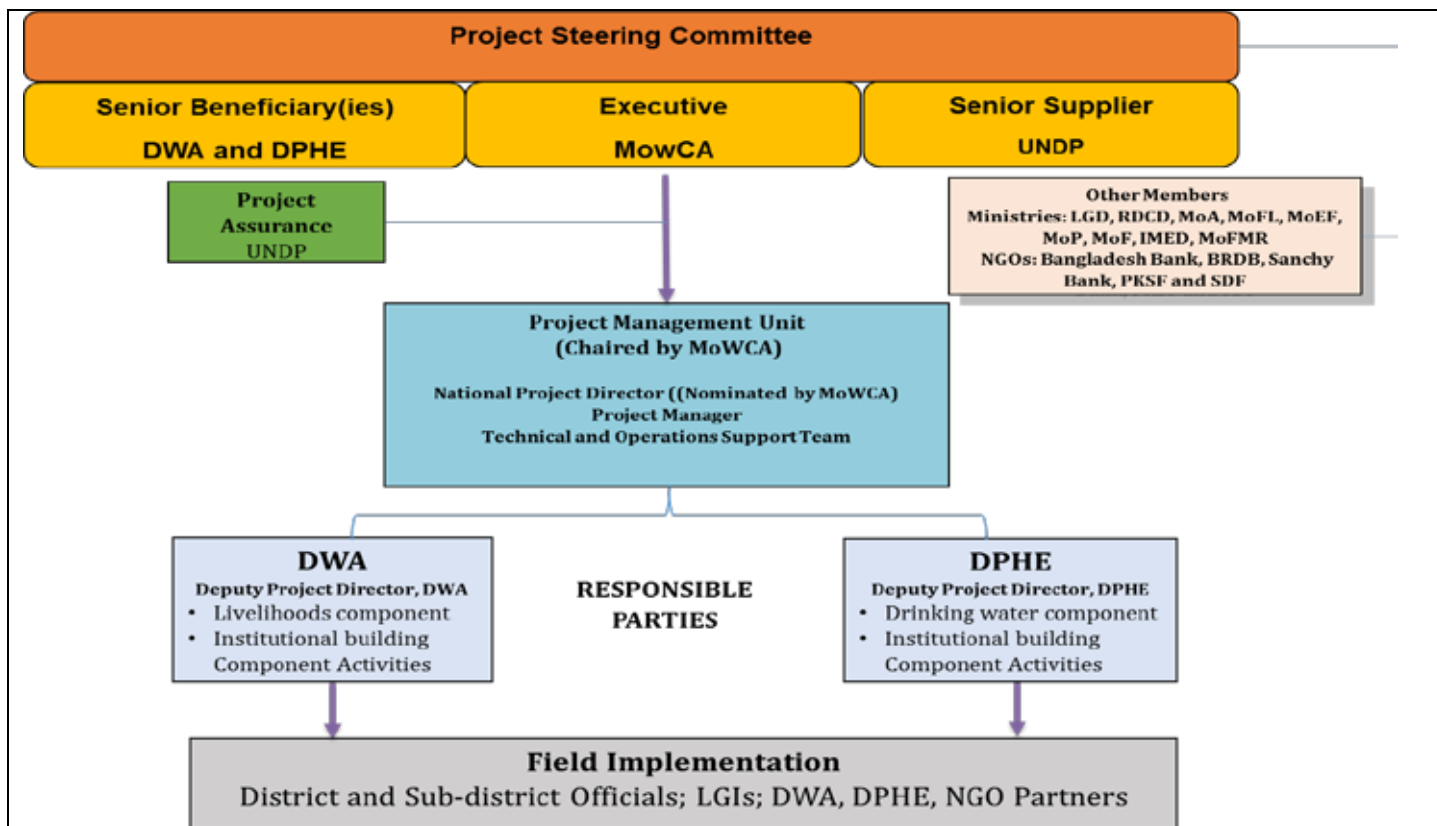 Project Steering Committee
Senior Beneficiary(ies)
DWA and DPHE
Executive
MowCA
Senior Supplier
UNDP
Project
Assurance
UNDP
Other Members
Ministries: LGD, RDCD, MoA, MoFL, MoEF,
MoP, MoF, IMED, MoFMR
NGOs: Bangladesh Bank, BRDB, Sanchy
Bank, PKSF and SDF
Project Management Unit
(Chaired by MoWCA)
National Project Director ((Nominated by MoWCA)
Project Manager
Technical and Operations Support Team
DWA
Deputy Project Director, DWA
• Livelihoods component
• Institutional building
Component Activities
RESPONSIBLE
PARTIES
DPHE
Deputy Project Director, DPHE
• Drinking water component
• Institutional building
Component Activities
Field Implementation
District and Sub-district Officials; LGIs; DWA, DPHE, NGO Partners